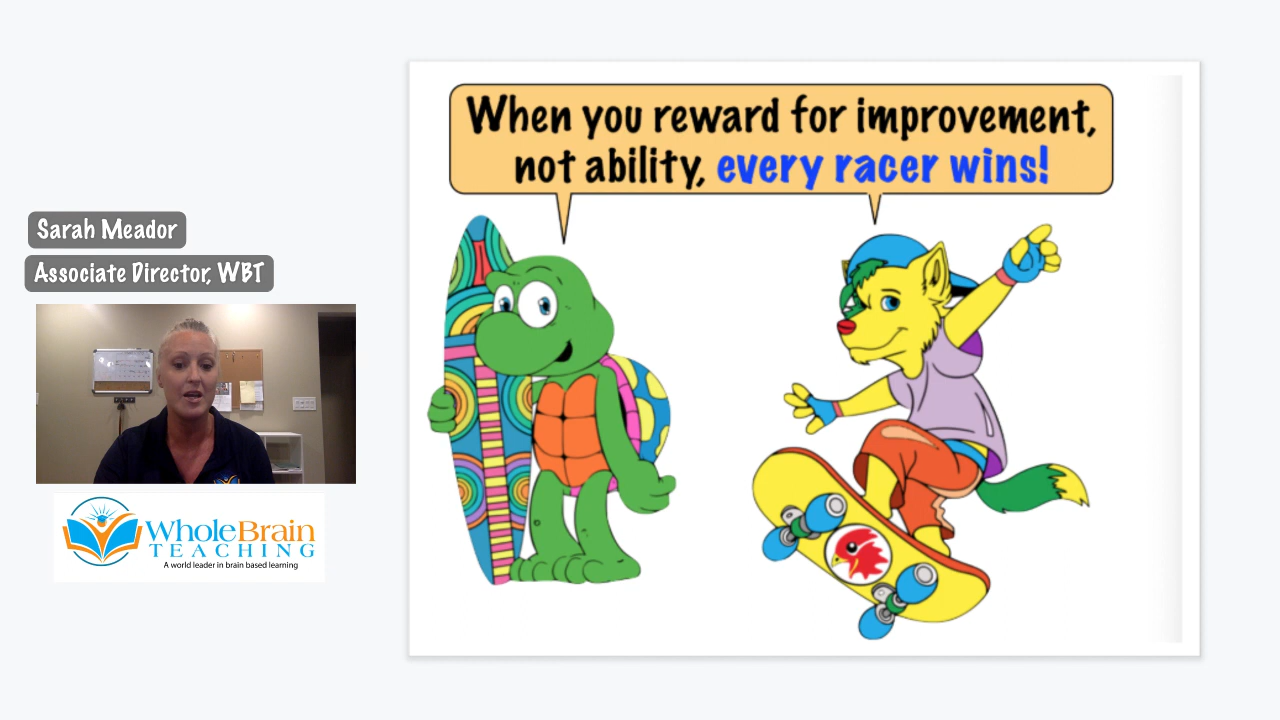 When you reward for improvement,
not ability, every racer wins!
Sarah Meador
Associate Director, WBT
WholeBrain
TEACHING
A world leader in brain based learning